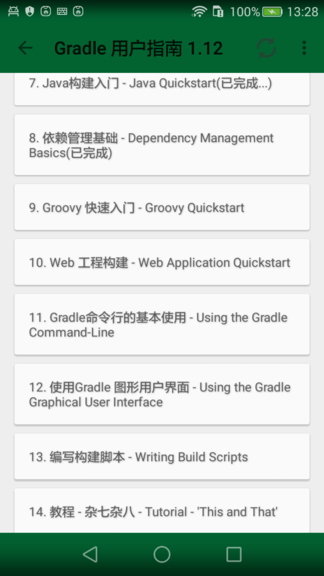 100% 13:28
Gradle 用户指南 1.12
7. Java构建入门 - Java Quickstart(已完成...)
8. 依赖管理基础 - Dependency Management
Basics(已完成)
9. Groovy 快速入门 - Groovy Quickstart
10. Web 工程构建 - Web Application Quickstart
11. Gradle命令行的基本使用 - Using the Gradle
Command-Line
12. 使用Gradle 图形用户界面 - Using the Gradle
Graphical User Interface
13. 编写构建脚本 - Writing Build Scripts
14. 教程 - 杂七杂八 - Tutorial - 'This and That'